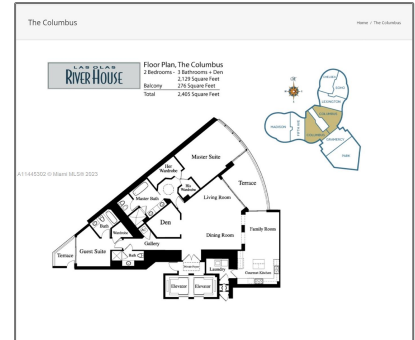 The Columbus
Home / The Columbus
LAS OLAS
RIVER HOUSE
Floor Plan, The Columbus
2 Bedrooms - 3 Bathrooms + Den
2,129 Square Feet
Balcony 276 Square Feet
Total 2,405 Square Feet
COLUMBUS
HENNESSY
PARK
A11445302 © Miami MLS® 2023
Master Suite
Her Wardrobe
His Wardrobe
Terrace
Living Room
Master Bath
Den
Dining Room
Family Room
Bath
Wardrobe
Gallery
Guest Suite
Terrace
Bath
Laundry
Gourmet Kitchen
Elevator
Elevator